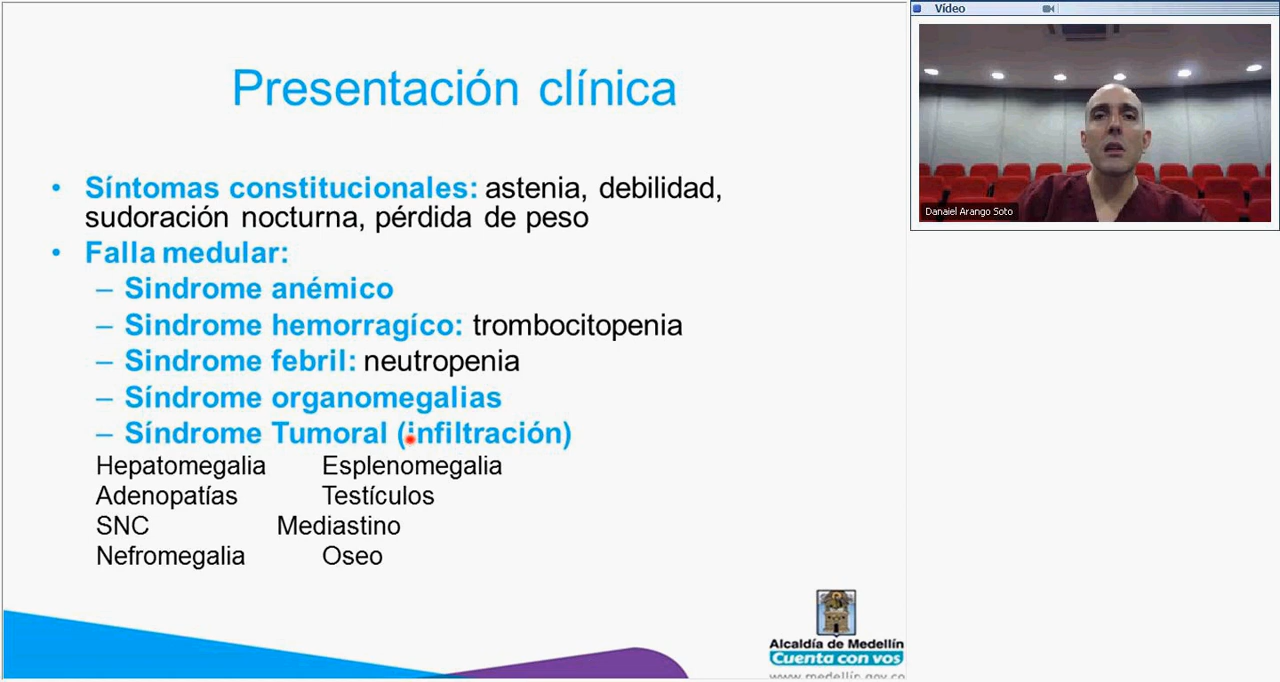 Presentación clínica
• Síntomas constitucionales: astenia, debilidad,
sudoración nocturna, pérdida de peso
• Falla medular:
– Sindrome anémico
– Sindrome hemorragíco: trombocitopenia
– Sindrome febril: neutropenia
– Síndrome organomegalias
– Síndrome Tumoral (infiltración)
Hepatomegalia Esplenomegalia
Adenopatías Testículos
SNC Mediastino
Nefromegalia Oseo
Alcaldía de Medellín
Cuenta con vos
www.medellin.gov.co
Vídeo
Danaiel Arango Soto